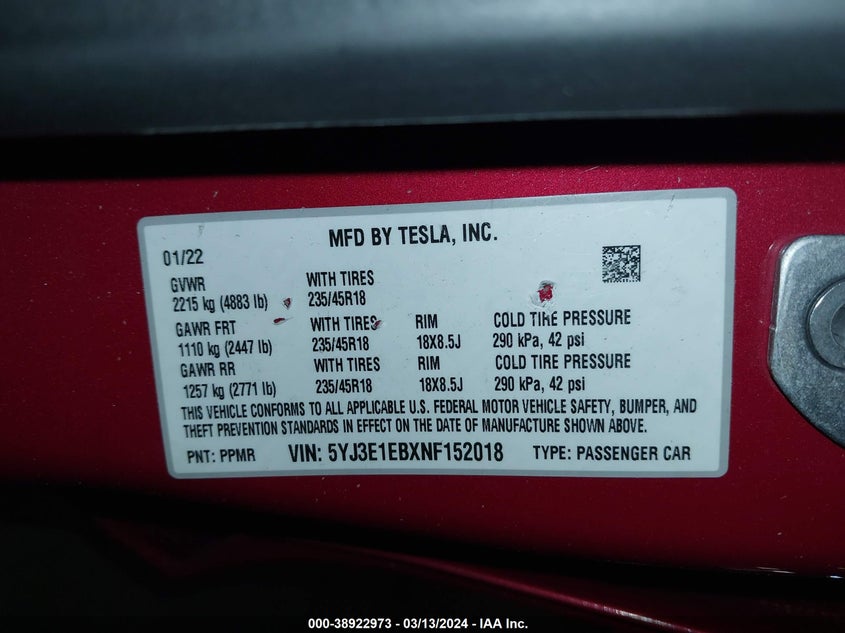 MFD BY TESLA, INC.
01/22
GVWR WITH TIRES
2215 kg (4883 lb) 235/45R18
GAWR FRT WITH TIRES RIM COLD TIRE PRESSURE
1110 kg (2447 lb) 235/45R18 18X8.5J 290 kPa, 42 psi
GAWR RR WITH TIRES RIM COLD TIRE PRESSURE
1257 kg (2771 lb) 235/45R18 18X8.5J 290 kPa, 42 psi
THIS VEHICLE CONFORMS TO ALL APPLICABLE U.S. FEDERAL MOTOR VEHICLE SAFETY, BUMPER, AND
THEFT PREVENTION STANDARDS IN EFFECT ON THE DATE OF MANUFACTURE SHOWN ABOVE.
PNT: PPMR VIN: 5YJ3E1EBXNF152018 TYPE: PASSENGER CAR
000-38922973 - 03/13/2024 - IAA Inc.